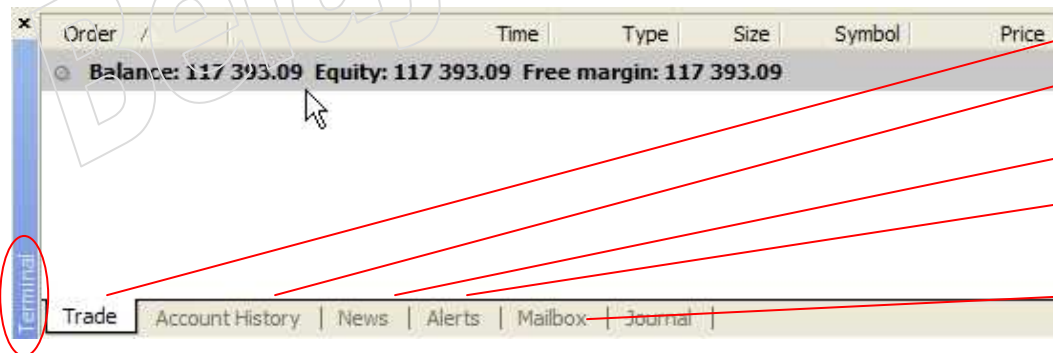 × Order / Time Type Size Symbol Price
Balance: 117 393.09 Equity: 117 393.09 Free margin: 117 393.09
Terminal
Trade Account History | News | Alerts | Mailbox | Journal |